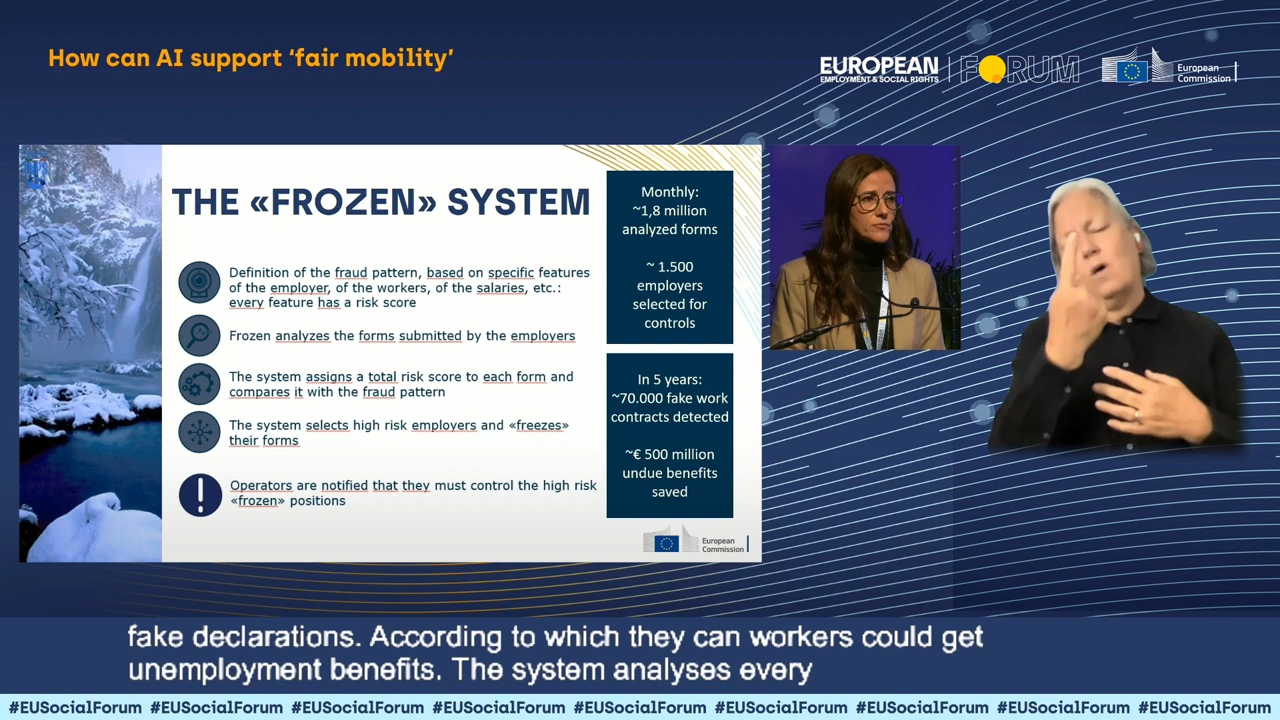 How can AI support ‘fair mobility’
EUROPEAN
EMPLOYMENT & SOCIAL RIGHTS
FORUM
European
Commission
THE «FROZEN» SYSTEM
Definition of the fraud pattern, based on specific features
of the employer, of the workers, of the salaries, etc.:
every feature has a risk score
Frozen analyzes the forms submitted by the employers
The system assigns a total risk score to each form and
compares it with the fraud pattern
The system selects high risk employers and «freezes»
their forms
Operators are notified that they must control the high risk
«frozen» positions
Monthly:
~1,8 million
analyzed forms
~ 1.500
employers
selected for
controls
In 5 years:
~70.000 fake work
contracts detected
~€ 500 million
undue benefits
saved
European
Commission
fake declarations. According to which they can workers could get
unemployment benefits. The system analyses every
#EUSocialForum #EUSocialForum #EUSocialForum #EUSocialForum #EUSocialForum #EUSocialForum #EUSocialForum #EUSocialForum #EUSocialForum